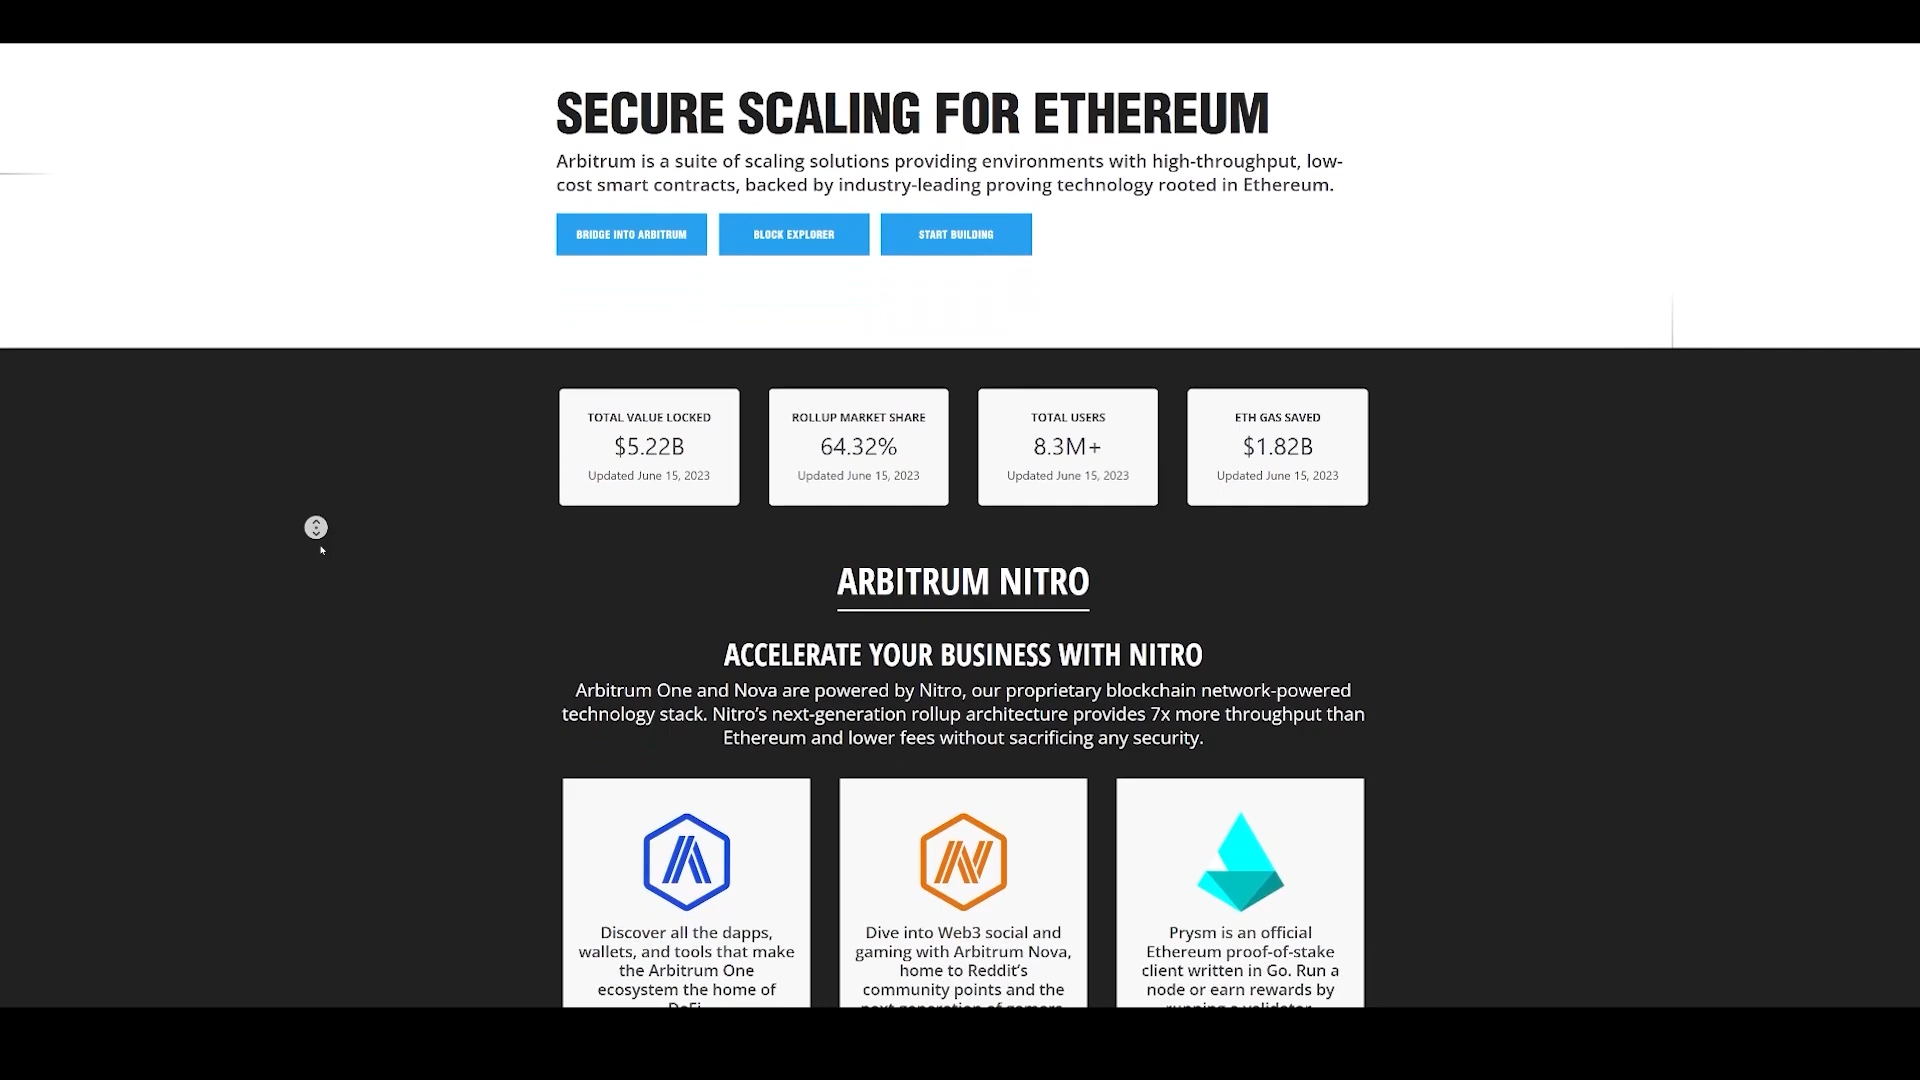 SECURE SCALING FOR ETHEREUM
Arbitrum is a suite of scaling solutions providing environments with high-throughput, low-
cost smart contracts, backed by industry-leading proving technology rooted in Ethereum.
BRIDGE INTO ARBITRUM
BLOCK EXPLORER
START BUILDING
TOTAL VALUE LOCKED
$5.22B
Updated June 15, 2023
ROLLUP MARKET SHARE
64.32%
Updated June 15, 2023
TOTAL USERS
8.3M+
Updated June 15, 2023
ETH GAS SAVED
$1.82B
Updated June 15, 2023
ARBITRUM NITRO
ACCELERATE YOUR BUSINESS WITH NITRO
Arbitrum One and Nova are powered by Nitro, our proprietary blockchain network-powered
technology stack. Nitro’s next-generation rollup architecture provides 7x more throughput than
Ethereum and lower fees without sacrificing any security.
Discover all the dapps,
wallets, and tools that make
the Arbitrum One
ecosystem the home of
DeFi
Dive into Web3 social and
gaming with Arbitrum Nova,
home to Reddit’s
community points and the
next generation of gamers
Prysm is an official
Ethereum proof-of-stake
client written in Go. Run a
node or earn rewards by
running a validator